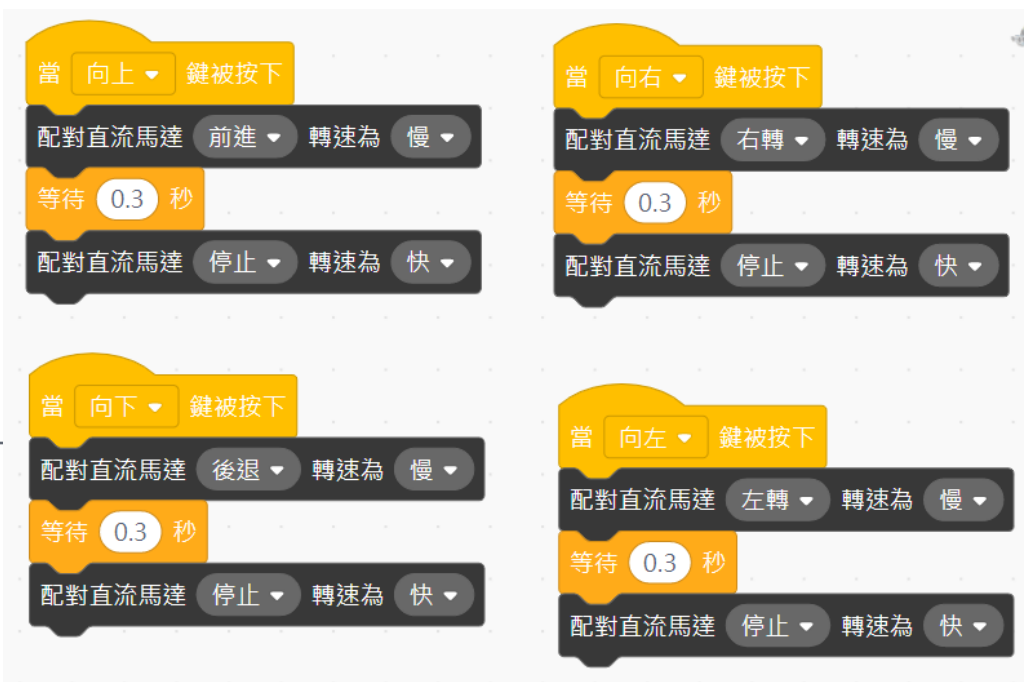 當 向上 鍵被按下
配對直流馬達 前進 轉速為 慢
等待 0.3 秒
配對直流馬達 停止 轉速為 快
當 向右 鍵被按下
配對直流馬達 右轉 轉速為 慢
等待 0.3 秒
配對直流馬達 停止 轉速為 快
當 向下 鍵被按下
配對直流馬達 後退 轉速為 慢
等待 0.3 秒
配對直流馬達 停止 轉速為 快
當 向左 鍵被按下
配對直流馬達 左轉 轉速為 慢
等待 0.3 秒
配對直流馬達 停止 轉速為 快